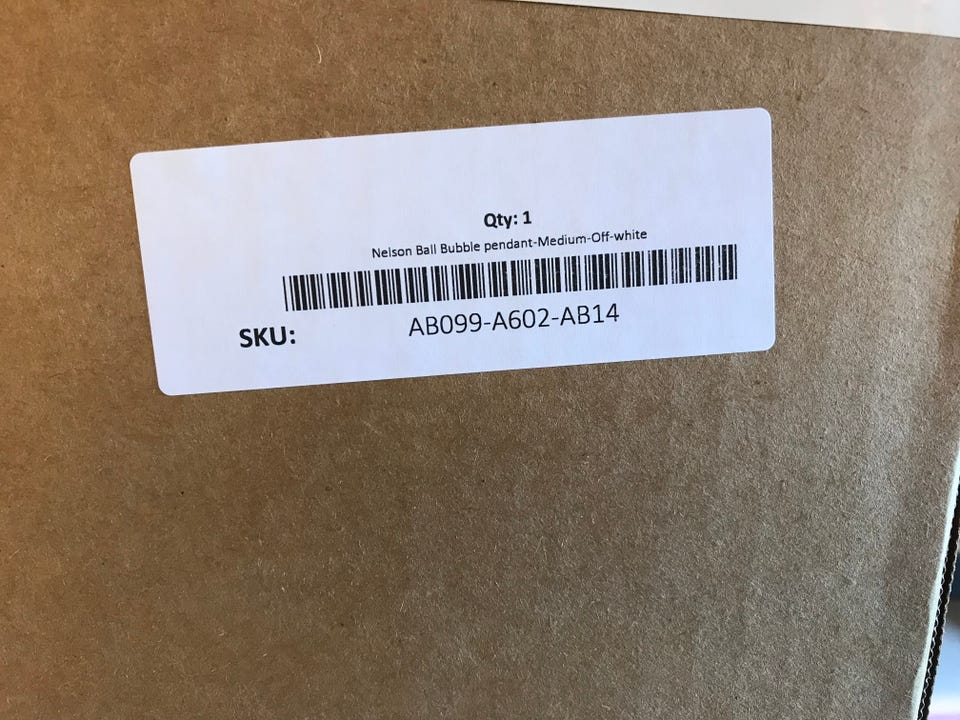 Qty: 1
Nelson Ball Bubble pendant-Medium-Off-white
SKU: AB099-A602-AB14